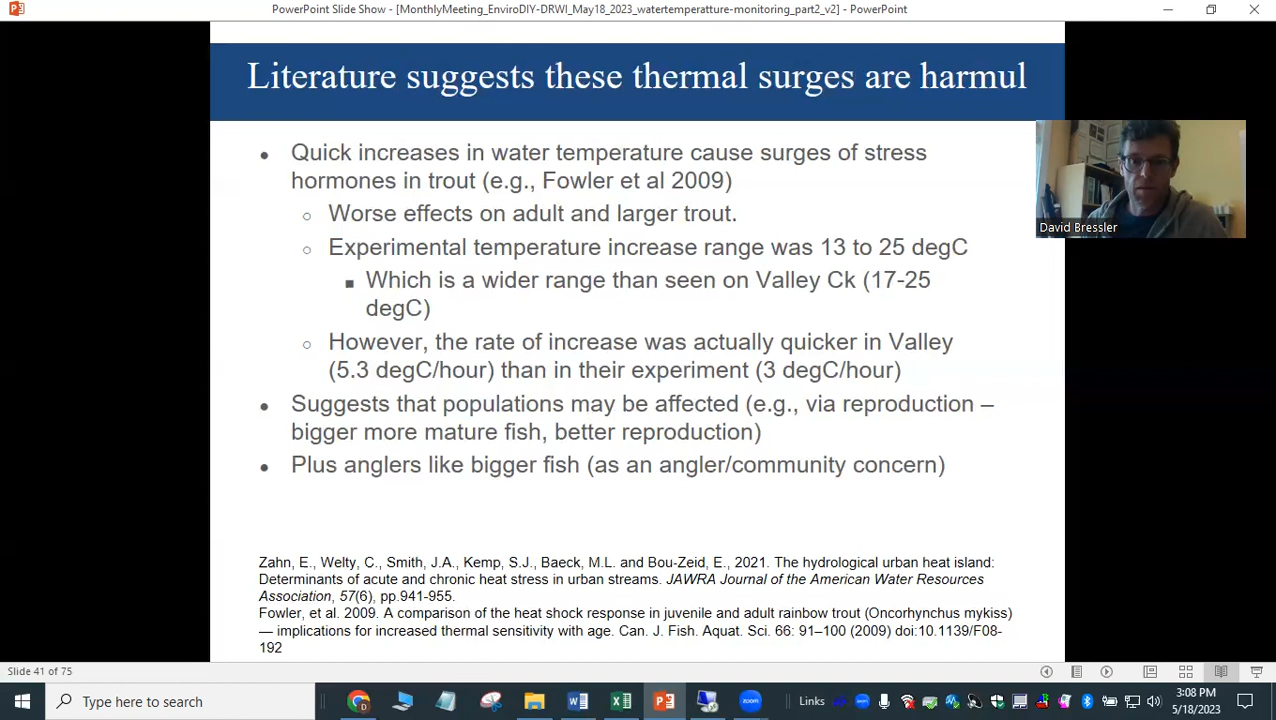 PowerPoint Slide Show - [MonthlyMeeting_EnviroDIY-DRWI_May18_2023_watertemperatture-monitoring_part2_v2] - PowerPoint
Literature suggests these thermal surges are harmul
• Quick increases in water temperature cause surges of stress
hormones in trout (e.g., Fowler et al 2009)
○ Worse effects on adult and larger trout.
○ Experimental temperature increase range was 13 to 25 degC
■ Which is a wider range than seen on Valley Ck (17-25
degC)
○ However, the rate of increase was actually quicker in Valley
(5.3 degC/hour) than in their experiment (3 degC/hour)
• Suggests that populations may be affected (e.g., via reproduction –
bigger more mature fish, better reproduction)
• Plus anglers like bigger fish (as an angler/community concern)
David Bressler
Zahn, E., Welty, C., Smith, J.A., Kemp, S.J., Baeck, M.L. and Bou-Zeid, E., 2021. The hydrological urban heat island:
Determinants of acute and chronic heat stress in urban streams. JAWRA Journal of the American Water Resources
Association, 57(6), pp.941-955.
Fowler, et al. 2009. A comparison of the heat shock response in juvenile and adult rainbow trout (Oncorhynchus mykiss)
— implications for increased thermal sensitivity with age. Can. J. Fish. Aquat. Sci. 66: 91–100 (2009) doi:10.1139/F08-
192
Slide 41 of 75
Type here to search
Links
3:08 PM
5/18/2023